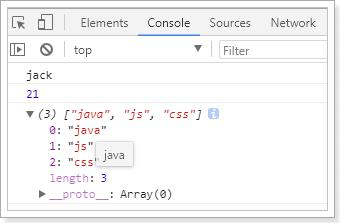 Elements Console Sources Network
top Filter
jack
21
(3) ["java", "js", "css"] i
0: "java"
1: "js"
2: "css"
java
length: 3
__proto__: Array(0)